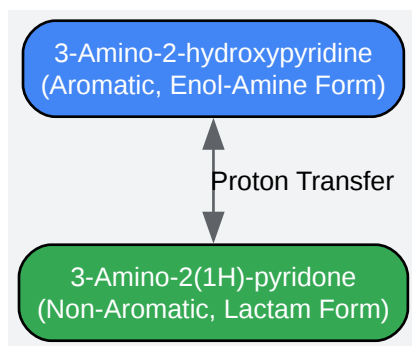 3-Amino-2-hydroxypyridine
(Aromatic, Enol-Amine Form)
Proton Transfer
3-Amino-2(1H)-pyridone
(Non-Aromatic, Lactam Form)